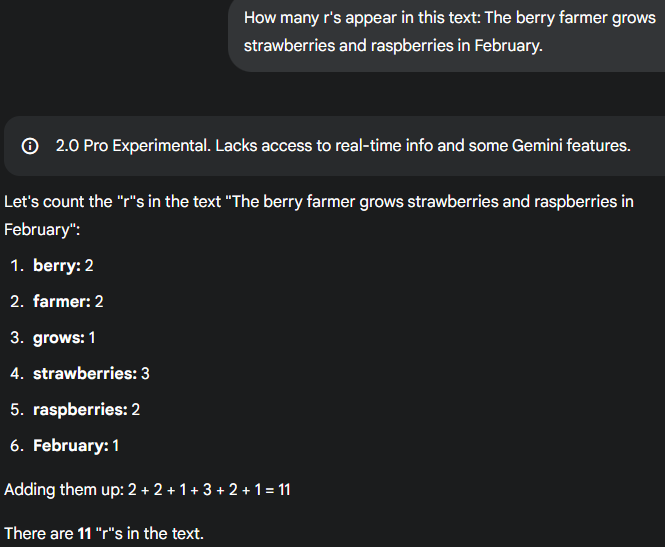 How many r's appear in this text: The berry farmer grows
strawberries and raspberries in February.
2.0 Pro Experimental. Lacks access to real-time info and some Gemini features.
Let's count the "r"s in the text "The berry farmer grows strawberries and raspberries in
February":
1. berry: 2
2. farmer: 2
3. grows: 1
4. strawberries: 3
5. raspberries: 2
6. February: 1
Adding them up: 2 + 2 + 1 + 3 + 2 + 1 = 11
There are 11 "r"s in the text.